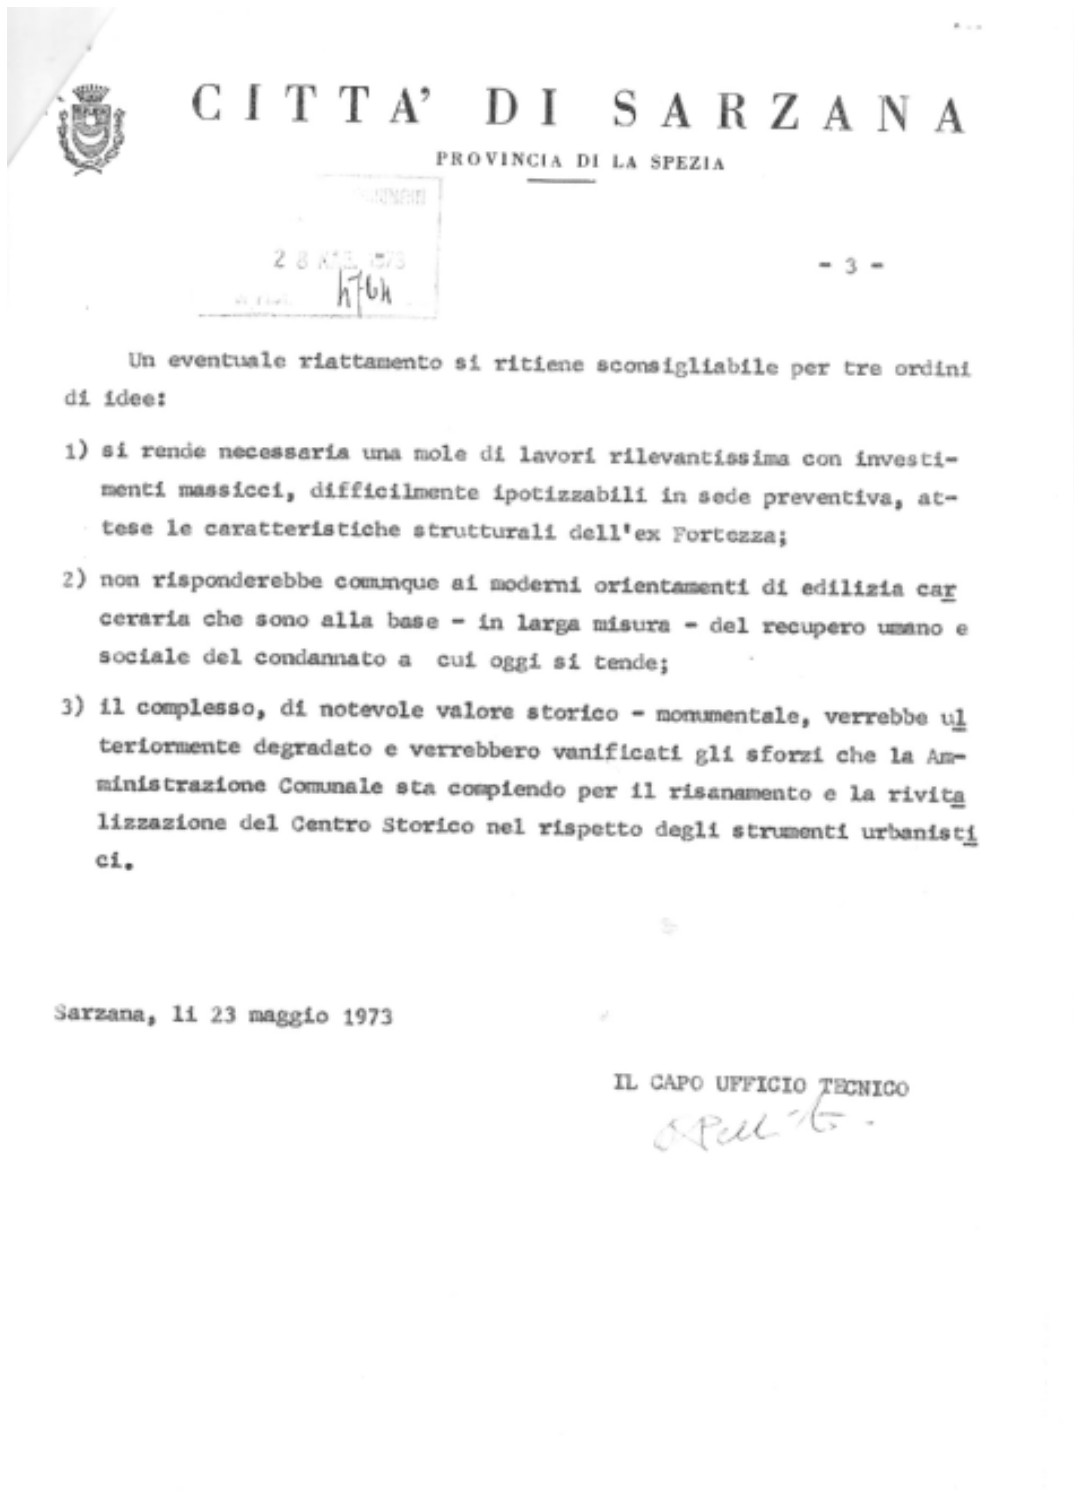 CITTA' DI SARZANA
PROVINCIA DI LA SPEZIA
28 1973
4764
- 3 -
Un eventuale riattamento si ritiene sconsigliabile per tre ordini
di idee:
1) si rende necessaria una mole di lavori rilevantissima con investi-
menti massicci, difficilmente ipotizzabili in sede preventiva, at-
tese le caratteristiche strutturali dell'ex Fortezza;
2) non risponderebbe comunque ai moderni orientamenti di edilizia car
ceraria che sono alla base - in larga misura - del recupero umano e
sociale del condannato a cui oggi si tende;
3) il complesso, di notevole valore storico - monumentale, verrebbe ul
teriormente degradato e verrebbero vanificati gli sforzi che la Am-
ministrazione Comunale sta compiendo per il risanamento e la rivita
lizzazione del Centro Storico nel rispetto degli strumenti urbanisti
ci.
Sarzana, li 23 maggio 1973
IL CAPO UFFICIO TECNICO